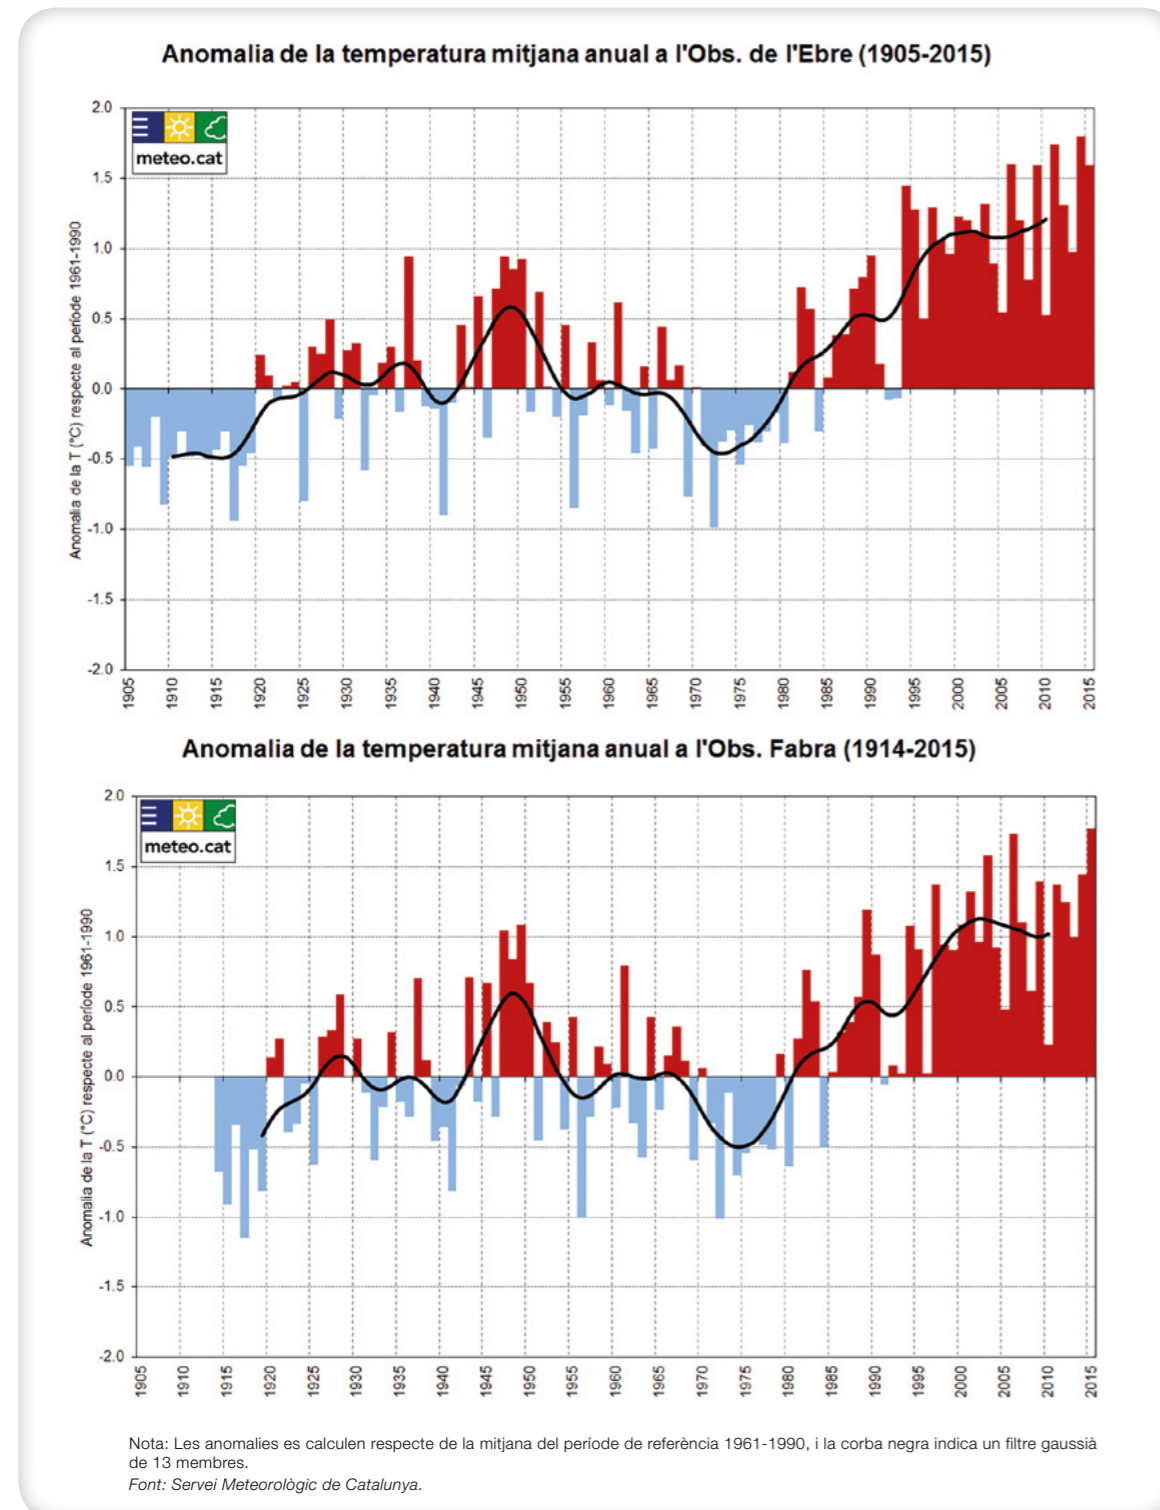 Anomalia de la temperatura mitjana anual a l'Obs. de l'Ebre (1905-2015)
meteo.cat
Anomalia de la T (°C) respecte al període 1961-1990
2.0
1.5
1.0
0.5
0.0
-0.5
-1.0
-1.5
-2.0
1905 1910 1915 1920 1925 1930 1935 1940 1945 1950 1955 1960 1965 1970 1975 1980 1985 1990 1995 2000 2005 2010 2015
Anomalia de la temperatura mitjana anual a l'Obs. Fabra (1914-2015)
meteo.cat
Anomalia de la T (°C) respecte al període 1961-1990
2.0
1.5
1.0
0.5
0.0
-0.5
-1.0
-1.5
-2.0
1905 1910 1915 1920 1925 1930 1935 1940 1945 1950 1955 1960 1965 1970 1975 1980 1985 1990 1995 2000 2005 2010 2015
Nota: Les anomalies es calculen respecte de la mitjana del període de referència 1961-1990, i la corba negra indica un filtre gaussià
de 13 membres.
Font: Servei Meteorològic de Catalunya.